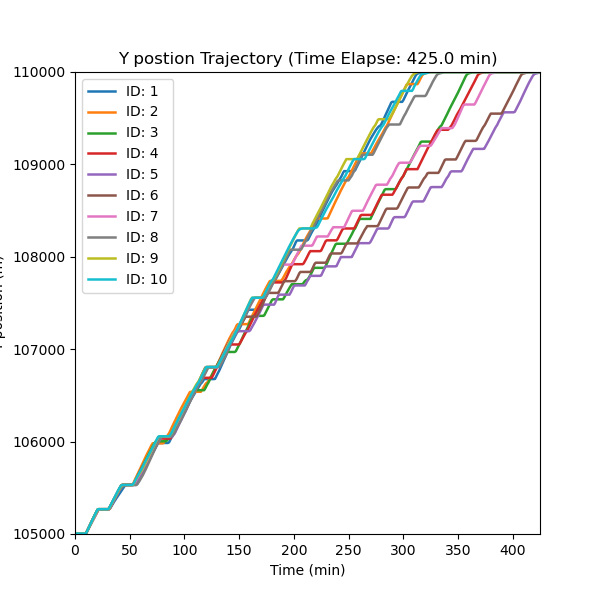 Y postion Trajectory (Time Elapse: 425.0 min)
110000
109000
108000
107000
106000
105000
ID: 1
ID: 2
ID: 3
ID: 4
ID: 5
ID: 6
ID: 7
ID: 8
ID: 9
ID: 10
0 50 100 150 200 250 300 350 400
Time (min)